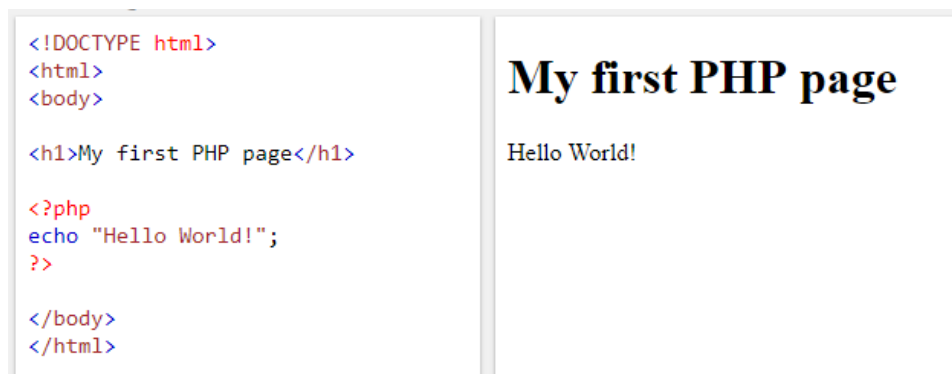 <!DOCTYPE html>
<html>
<body>
<h1>My first PHP page</h1>
<?php
echo "Hello World!";
?>
</body>
</html>
My first PHP page
Hello World!